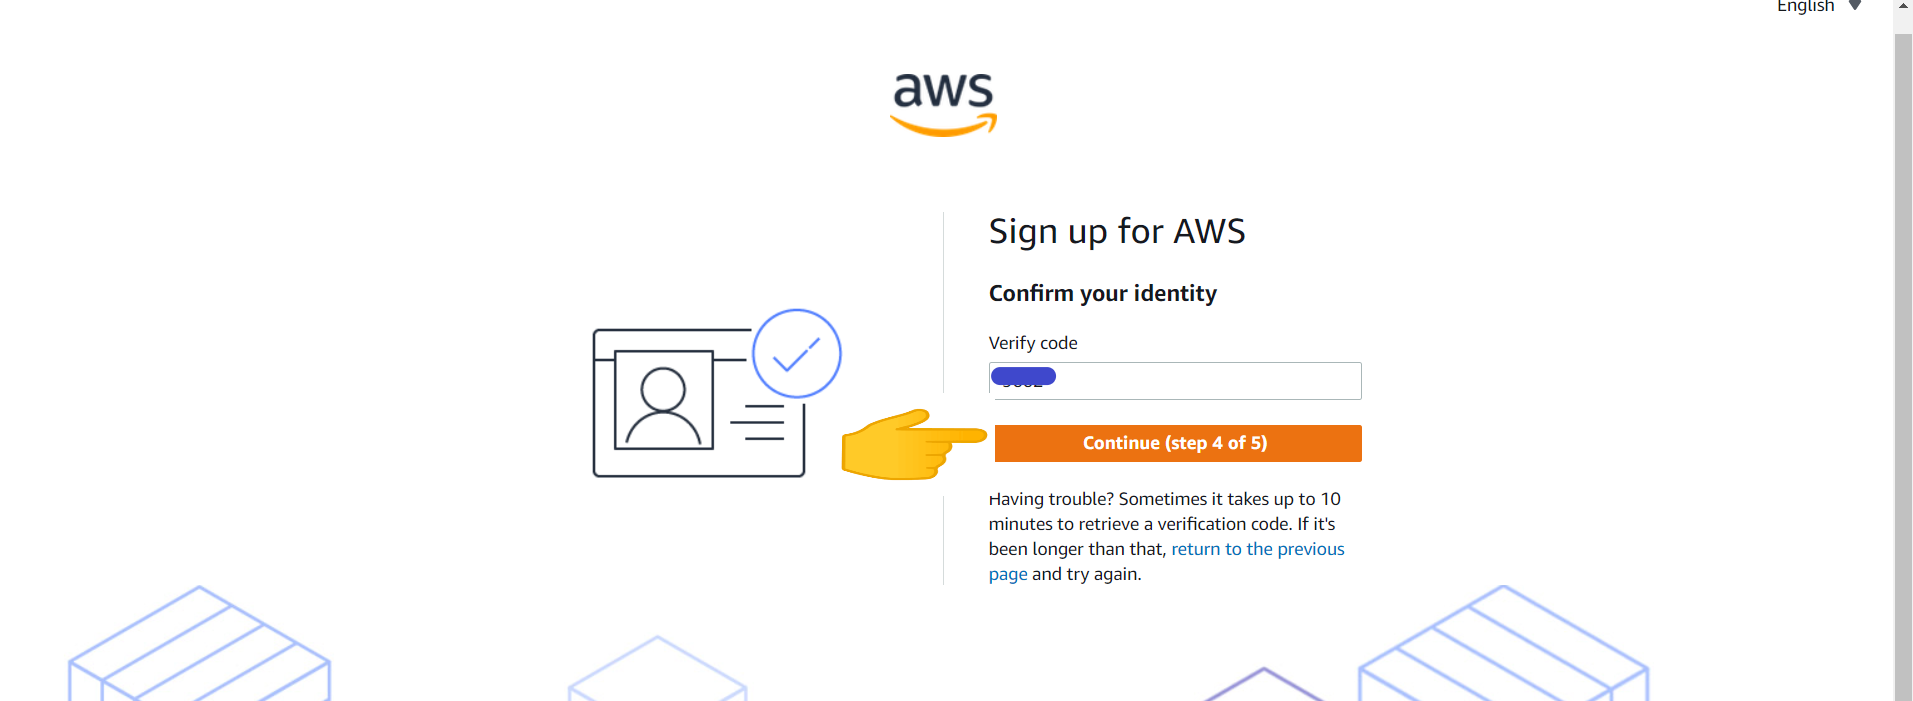 English
aws
Sign up for AWS
Confirm your identity
Verify code
Continue (step 4 of 5)
Having trouble? Sometimes it takes up to 10
minutes to retrieve a verification code. If it's
been longer than that, return to the previous
page and try again.